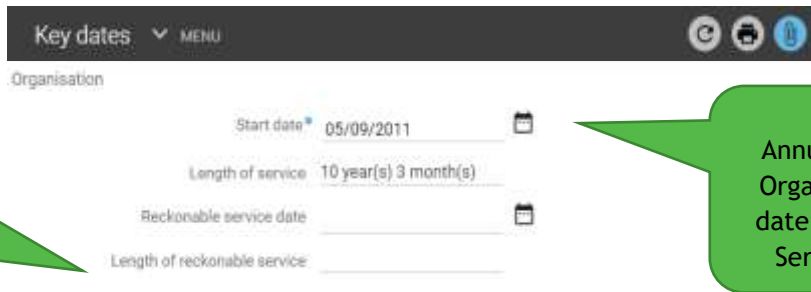 Key dates MENU
Organisation
Start date 05/09/2011
Length of service 10 year(s) 3 month(s)
Reckonable service date
Length of reckonable service
Annu
Orga
date
Ser